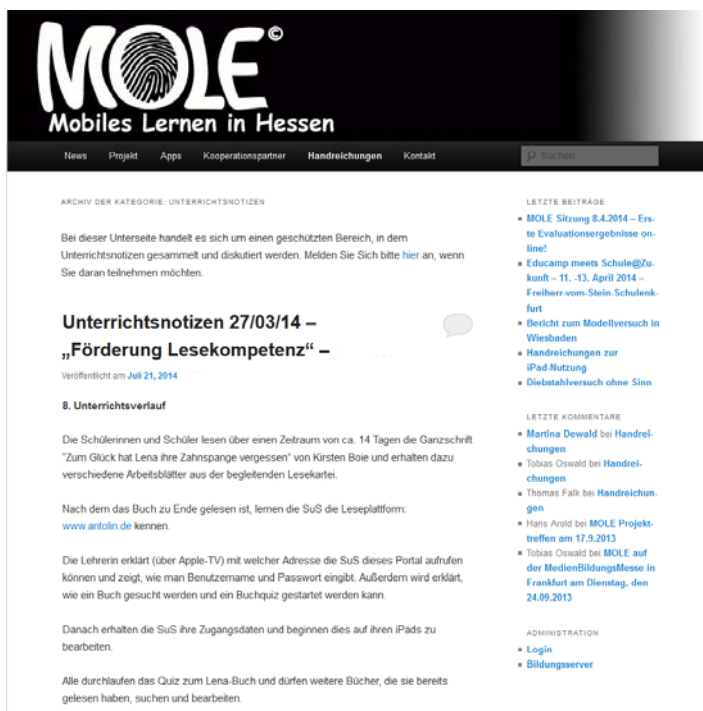 MOLE©
Mobiles Lernen in Hessen
News Projekt Apps Kooperationspartner Handreichungen Kontakt Suchen
ARCHIV DER KATEGORIE: UNTERRICHTSNOTIZEN
Bei dieser Unterseite handelt es sich um einen geschützten Bereich, in dem
Unterrichtsnotizen gesammelt und diskutiert werden. Melden Sie Sich bitte hier an, wenn
Sie daran teilnehmen möchten.
Unterrichtsnotizen 27/03/14 –
„Förderung Lesekompetenz“ –
Veröffentlicht am Juli 21, 2014
8. Unterrichtsverlauf
Die Schülerinnen und Schüler lesen über einen Zeitraum von ca. 14 Tagen die Ganzschrift
"Zum Glück hat Lena ihre Zahnspange vergessen" von Kirsten Boie und erhalten dazu
verschiedene Arbeitsblätter aus der begleitenden Lesekartei.
Nach dem das Buch zu Ende gelesen ist, lernen die SuS die Leseplattform:
www.antolin.de kennen.
Die Lehrerin erklärt (über Apple-TV) mit welcher Adresse die SuS dieses Portal aufrufen
können und zeigt, wie man Benutzername und Passwort eingibt. Außerdem wird erklärt,
wie ein Buch gesucht werden und ein Buchquiz gestartet werden kann.
Danach erhalten die SuS ihre Zugangsdaten und beginnen dies auf ihren iPads zu
bearbeiten.
Alle durchlaufen das Quiz zum Lena-Buch und dürfen weitere Bücher, die sie bereits
gelesen haben, suchen und bearbeiten.
LETZTE BEITRÄGE
MOLE Sitzung 8.4.2014 – Ers-
te Evaluationsergebnisse on-
line!
Educamp meets Schule@Zu-
kunft – 11. -13. April 2014 –
Freiherr-vom-Stein-Schulenk-
furt
Bericht zum Modellversuch in
Wiesbaden
Handreichungen zur
iPad-Nutzung
Diebstahlversuch ohne Sinn
LETZTE KOMMENTARE
Martina Dewald bei Handrei-
chungen
Tobias Oswald bei Handrei-
chungen
Thomas Falk bei Handreichun-
gen
Hans Arold bei MOLE Projekt-
treffen am 17.9.2013
Tobias Oswald bei MOLE auf
der MedienBildungsMesse in
Frankfurt am Dienstag, den
24.09.2013
ADMINISTRATION
Login
Bildungsserver